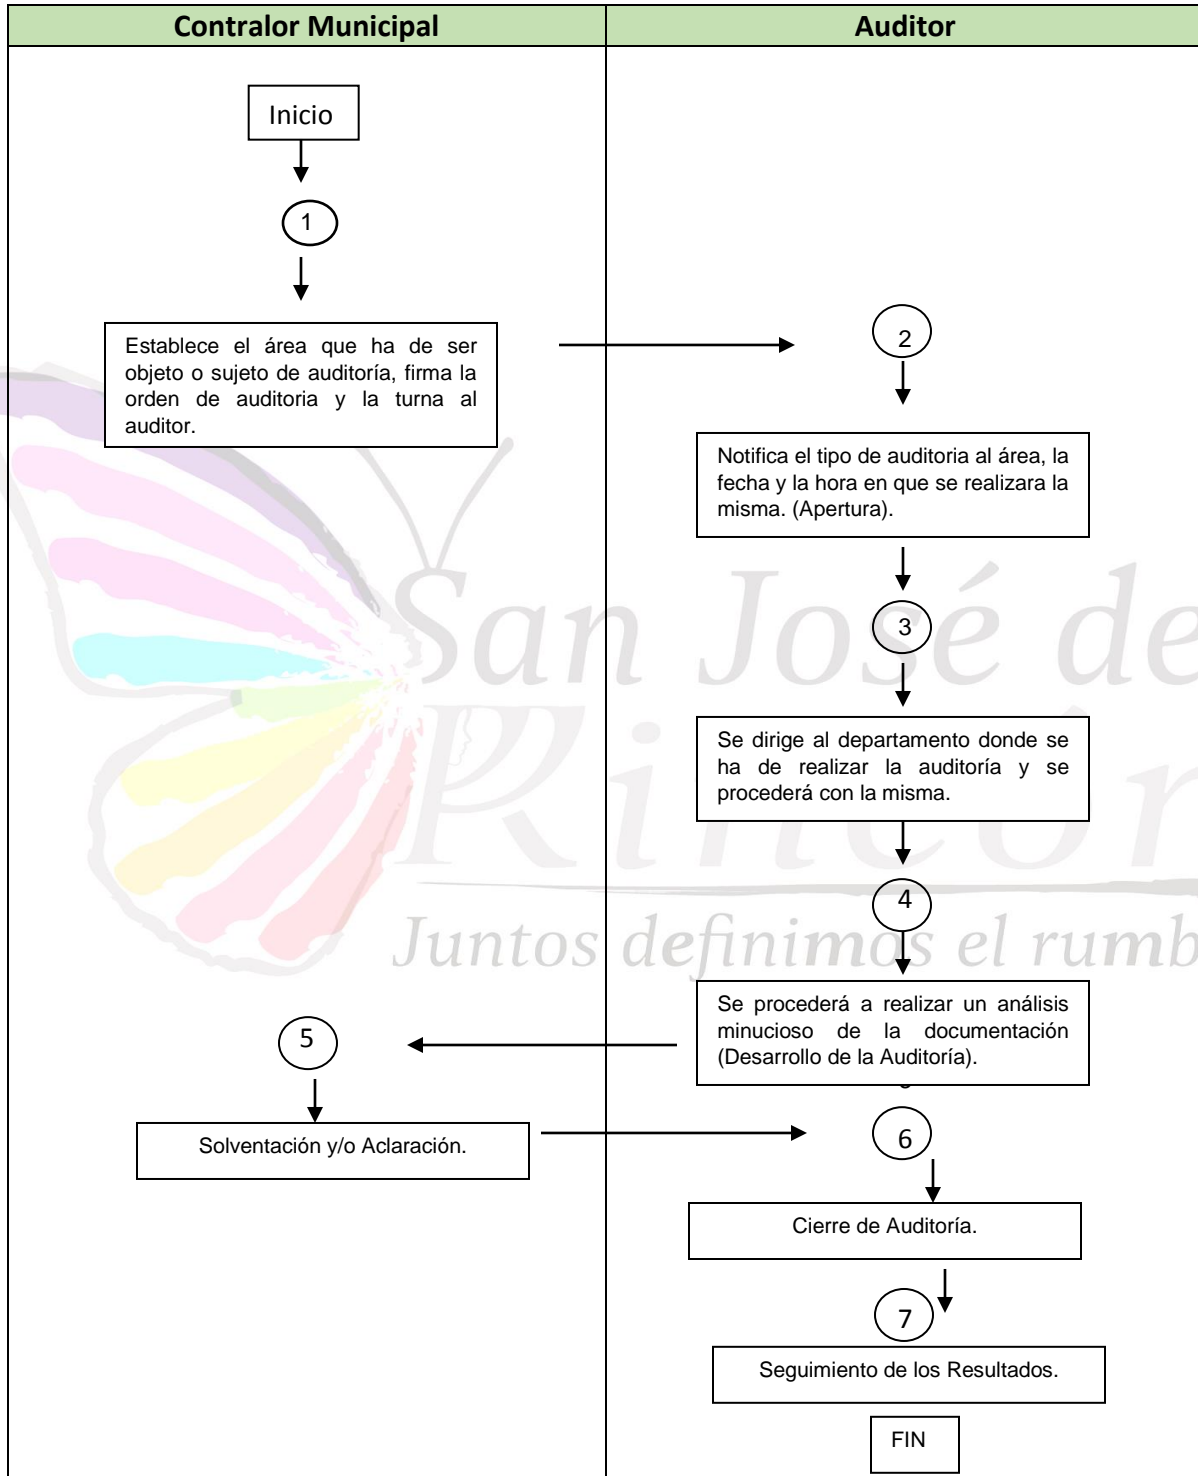 Contralor Municipal
Auditor
Inicio
1
Establece el área que ha de ser
objeto o sujeto de auditoría, firma la
orden de auditoria y la turna al
auditor.
2
Notifica el tipo de auditoria al área, la
fecha y la hora en que se realizara la
misma. (Apertura).
3
Se dirige al departamento donde se
ha de realizar la auditoría y se
procederá con la misma.
4
Se procederá a realizar un análisis
minucioso de la documentación
(Desarrollo de la Auditoría).
5
Solventación y/o Aclaración.
6
Cierre de Auditoría.
7
Seguimiento de los Resultados.
FIN
San José de
Rincón
Juntos definimos el rumb